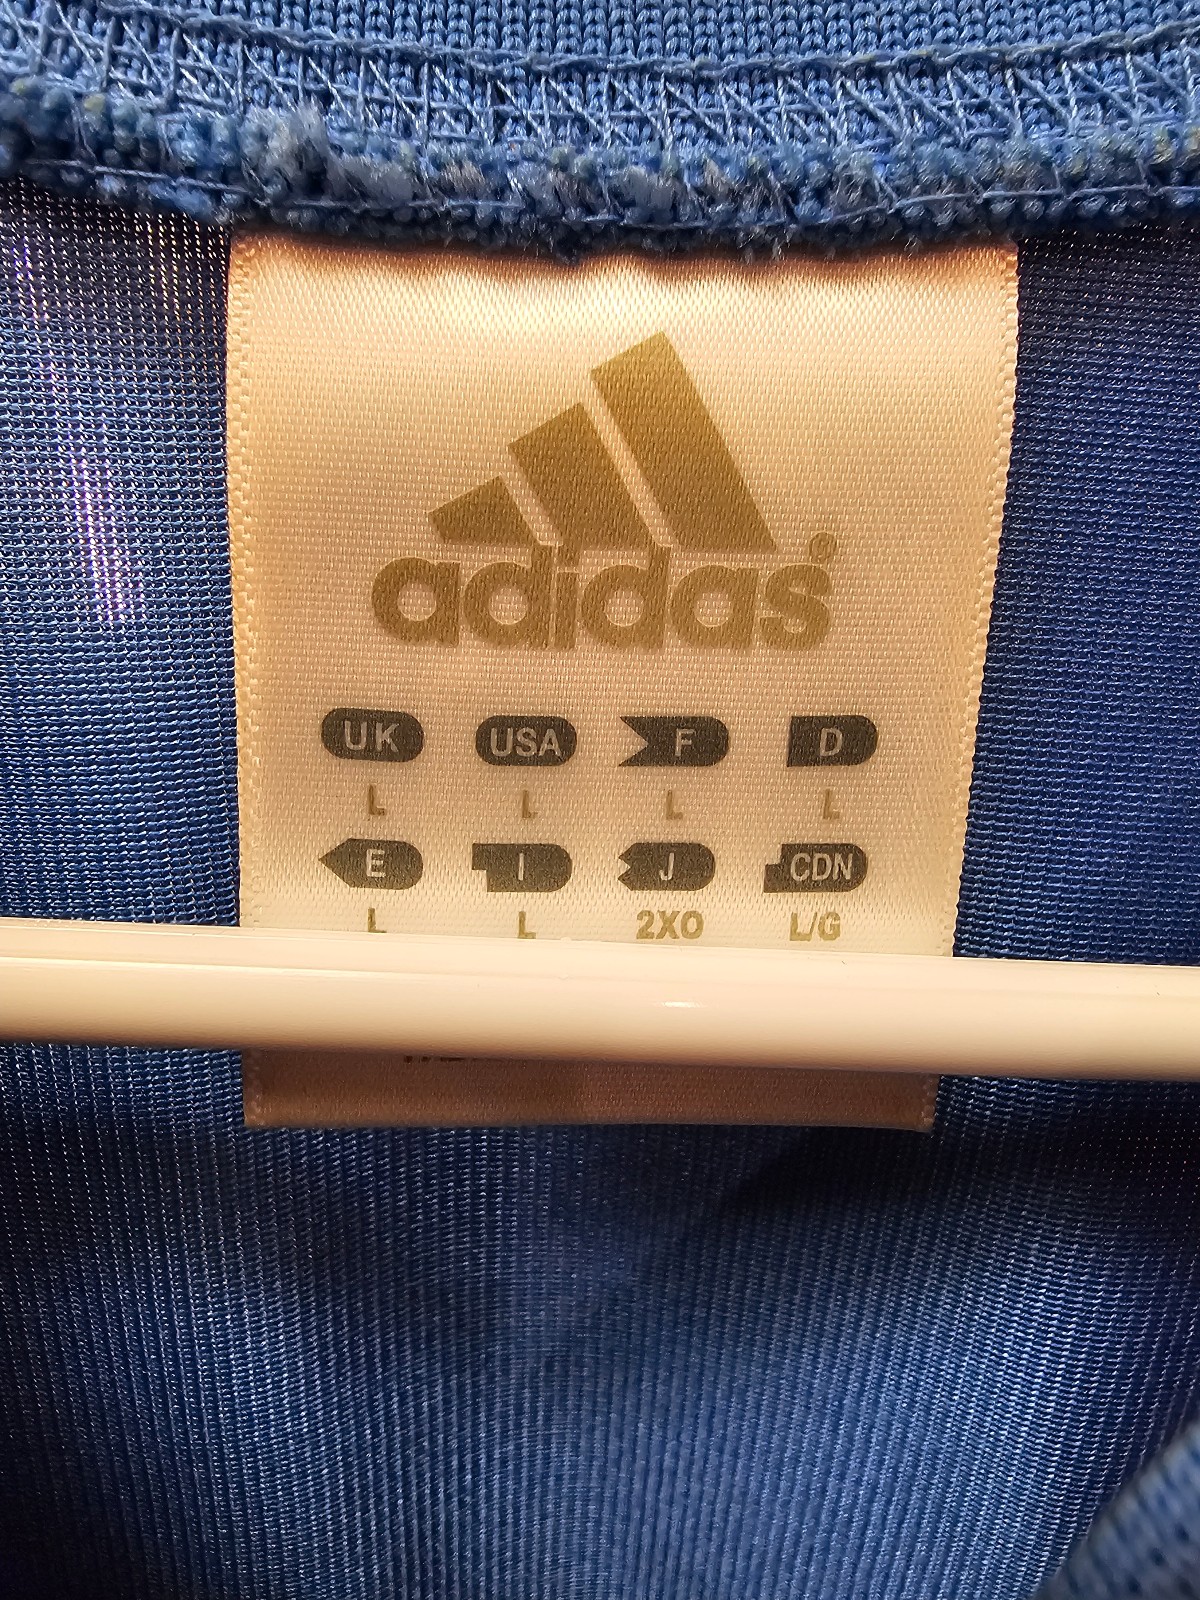 adidas®
UK USA F D
L L L L
E I J CDN
L L 2XO L/G